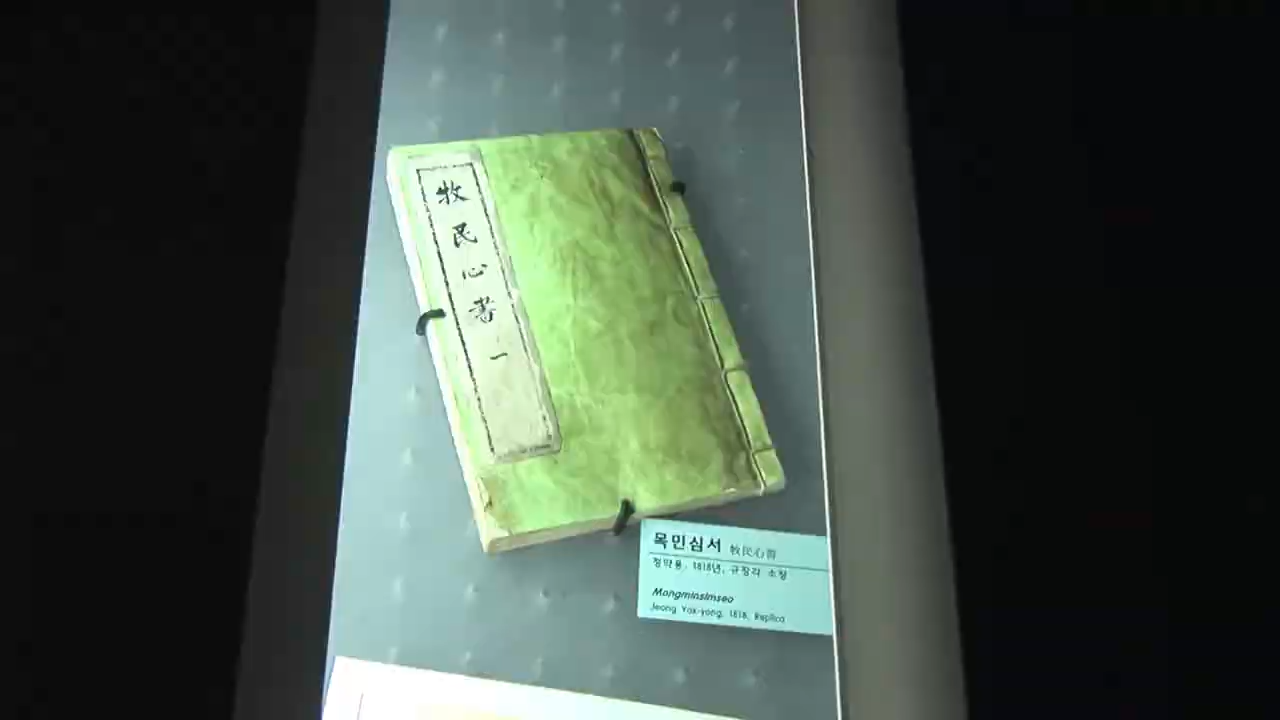 牧民心書 一
목민심서 牧民心書
정약용, 1818년, 규장각 소장
Mongminsimseo
Jeong Yak-yong, 1818, Replica